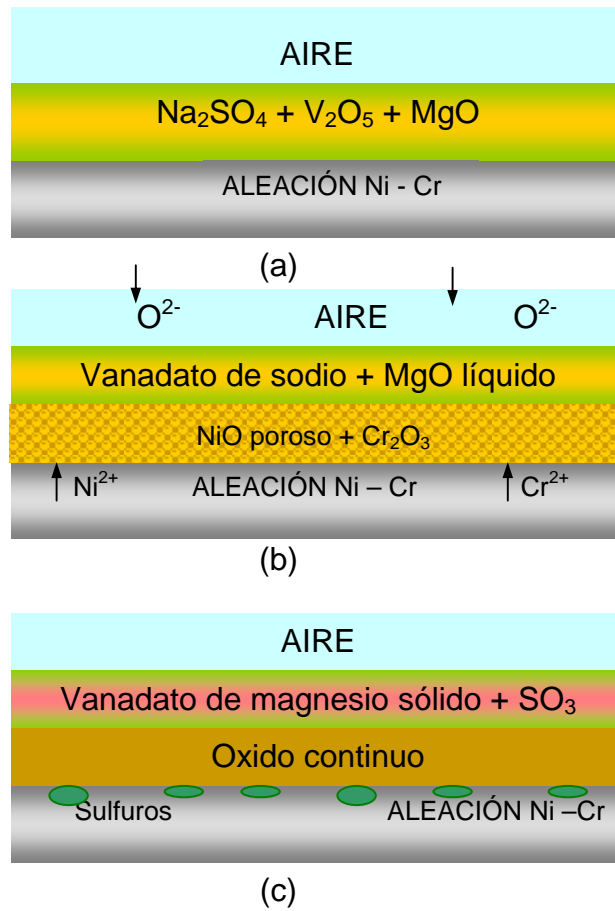 AIRE
Na₂SO₄ + V₂O₅ + MgO
ALEACIÓN Ni - Cr
(a)
O²⁻ AIRE O²⁻
Vanadato de sodio + MgO líquido
NiO poroso + Cr₂O₃
Ni²⁺ ALEACIÓN Ni – Cr Cr²⁺
(b)
AIRE
Vanadato de magnesio sólido + SO₃
Oxido continuo
Sulfuros ALEACIÓN Ni –Cr
(c)